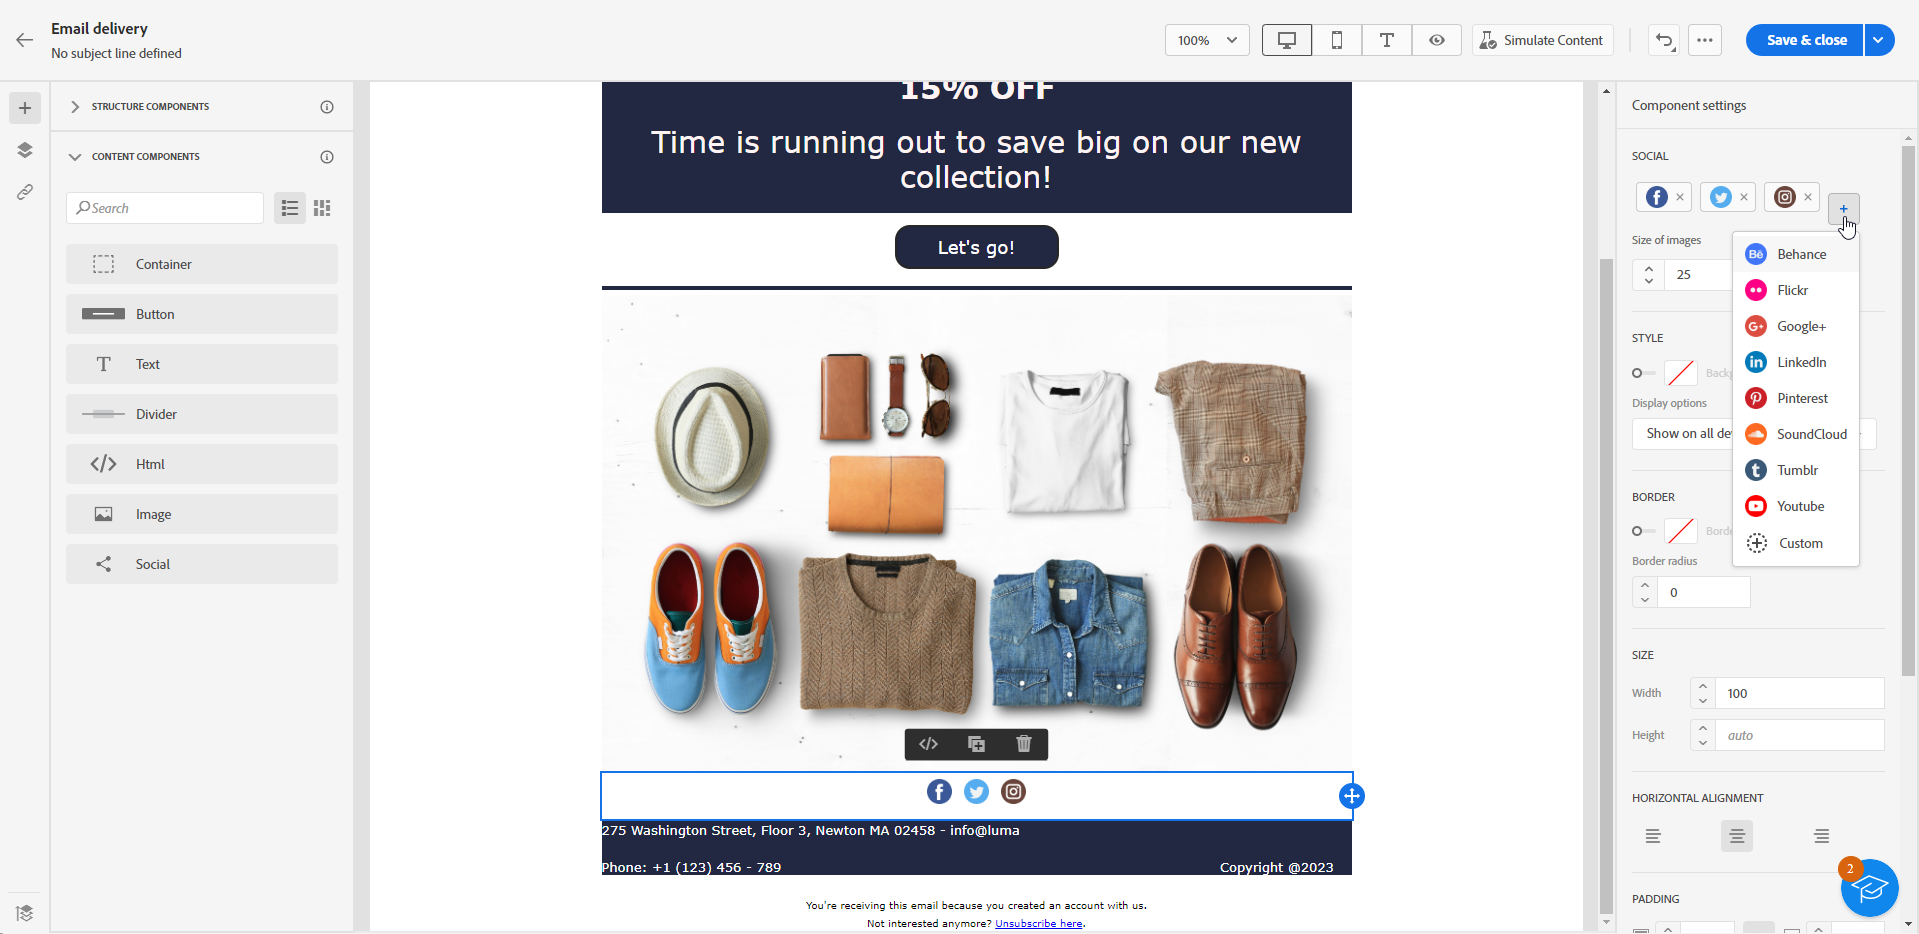 Email delivery
No subject line defined
100%
Simulate Content
Save & close
STRUCTURE COMPONENTS
CONTENT COMPONENTS
Search
Container
Button
Text
Divider
Html
Image
Social
15% OFF
Time is running out to save big on our new
collection!
Let's go!
275 Washington Street, Floor 3, Newton MA 02458 - info@luma
Phone: +1 (123) 456 - 789
Copyright @2023
You're receiving this email because you created an account with us.
Not interested anymore? Unsubscribe here.
Component settings
SOCIAL
Size of images
25
Behance
Flickr
Google+
LinkedIn
Pinterest
SoundCloud
Tumblr
Youtube
Custom
STYLE
Display options
Show on all
BORDER
Border radius
0
SIZE
Width
100
Height
auto
HORIZONTAL ALIGNMENT
2
PADDING